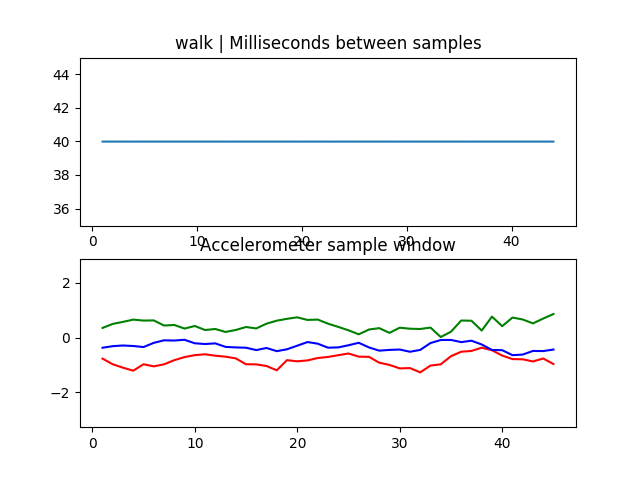 walk | Milliseconds between samples
44
42
40
38
36
0 10 20 30 40
Accelerometer sample window
2
0
−2
0 10 20 30 40